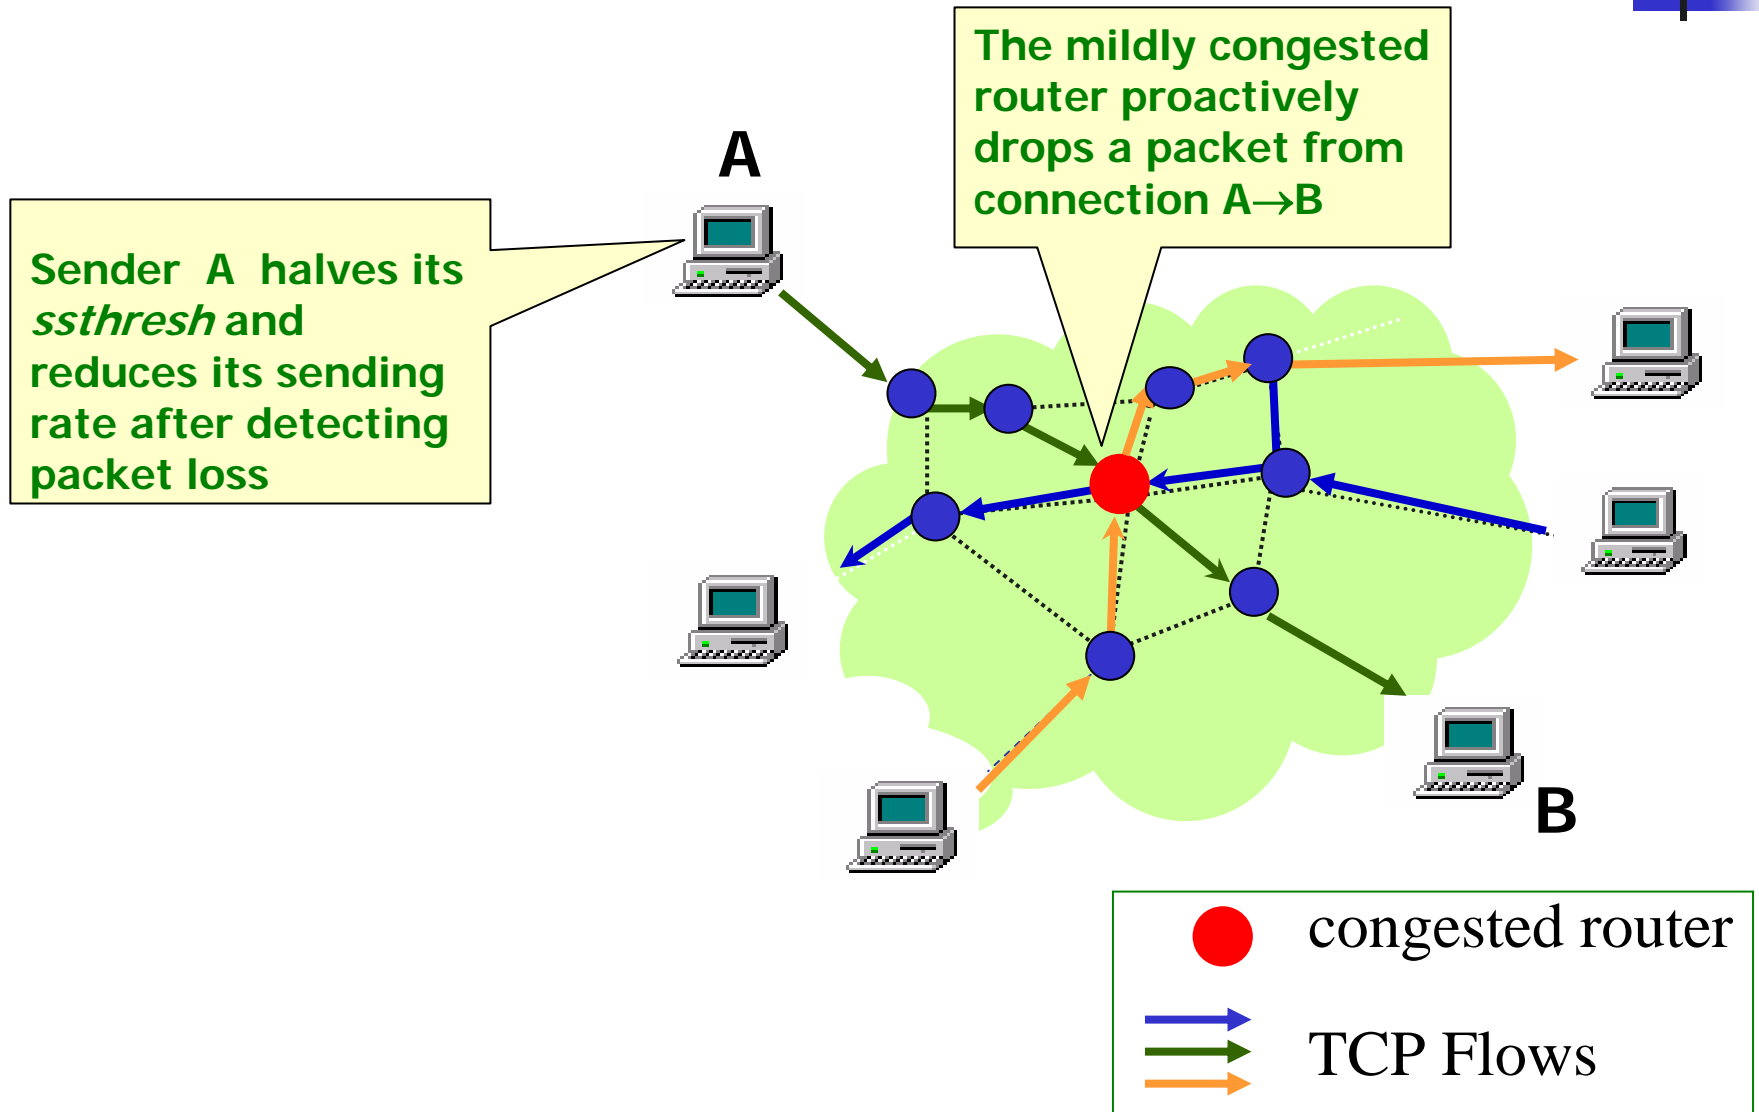 The mildly congested
router proactively
drops a packet from
connection A→B
A
Sender A halves its
ssthresh and
reduces its sending
rate after detecting
packet loss
B
congested router
TCP Flows